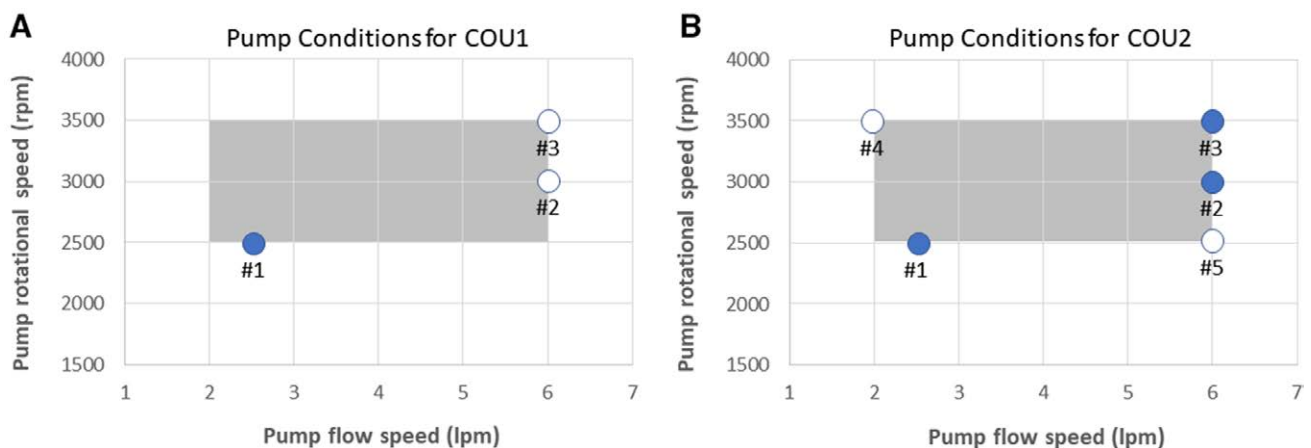 A
Pump Conditions for COU1
Pump rotational speed (rpm)
4000
3500
3000
2500
2000
1500
#3
#2
#1
1 2 3 4 5 6 7
Pump flow speed (lpm)
B
Pump Conditions for COU2
Pump rotational speed (rpm)
4000
3500
3000
2500
2000
1500
#4
#3
#2
#1
#5
1 2 3 4 5 6 7
Pump flow speed (lpm)